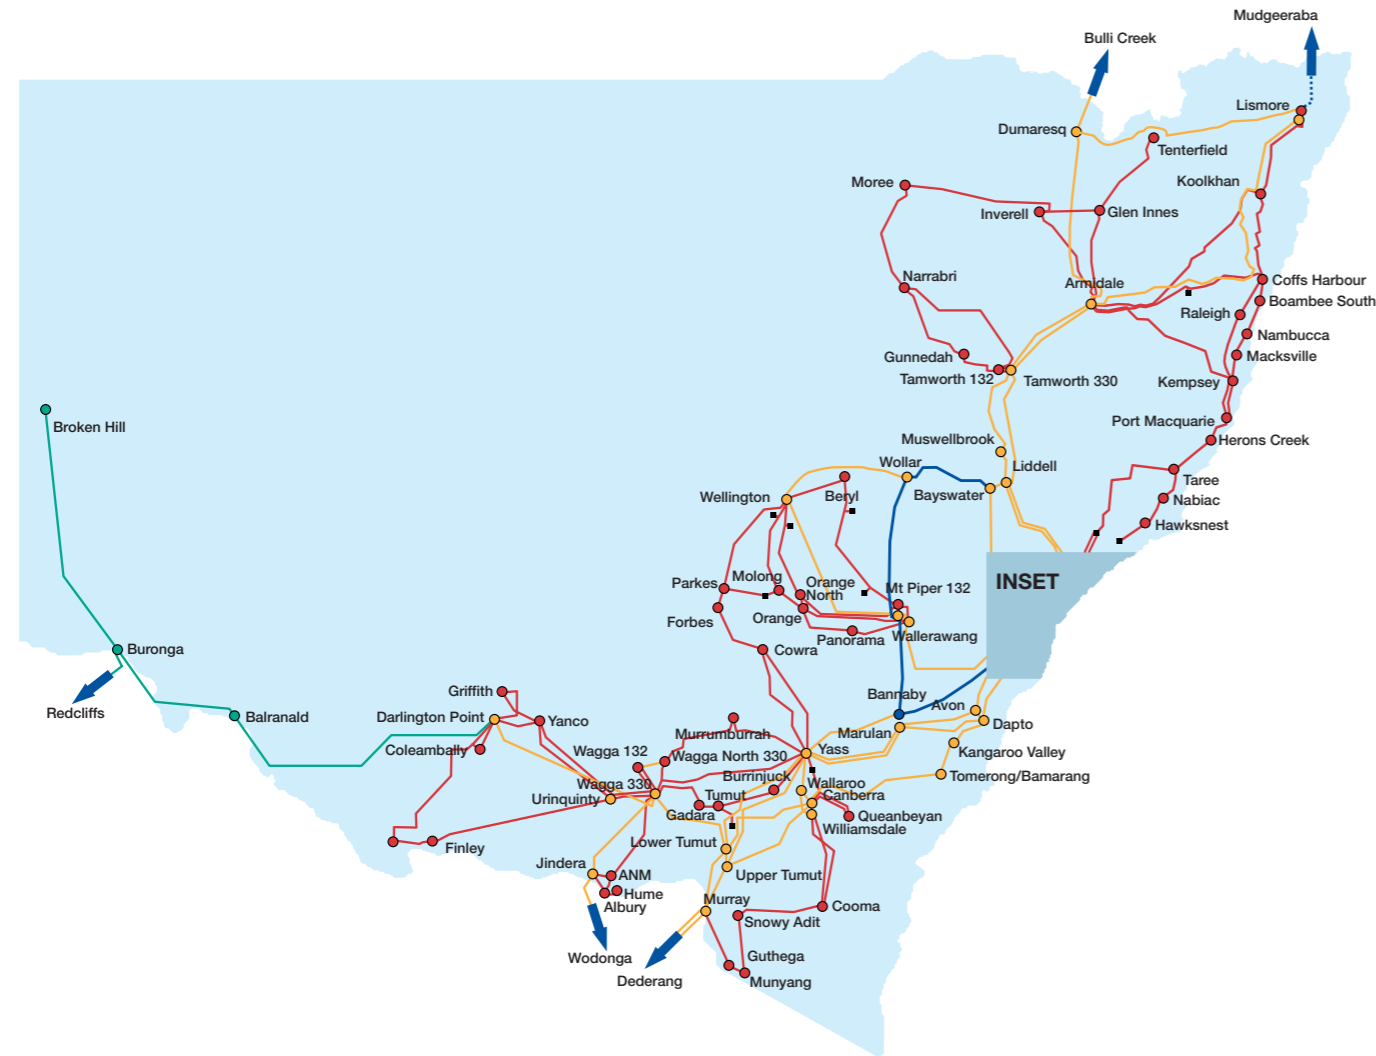 Mudgeeraba
Bulli Creek
Lismore
Dumaresq
Tenterfield
Koolkhan
Moree
Inverell
Glen Innes
Narrabri
Armidale
Coffs Harbour
Boambee South
Raleigh
Nambucca
Macksville
Gunnedah
Tamworth 132
Tamworth 330
Kempsey
Port Macquarie
Herons Creek
Broken Hill
Muswellbrook
Wollar
Liddell
Bayswater
Taree
Nabiac
Hawksnest
Wellington
Beryl
INSET
Parkes
Molong
Orange
North
Mt Piper 132
Forbes
Orange
Panorama
Wallerawang
Buronga
Cowra
Redcliffs
Balranald
Griffith
Darlington Point
Yanco
Coleambally
Bannaby
Avon
Marulan
Dapto
Murrumburrah
Wagga 132
Wagga North 330
Yass
Kangaroo Valley
Tomerong/Bamarang
Burrinjuck
Wallaroo
Wagga 330
Urinquinty
Tumut
Canberra
Gadara
Queanbeyan
Williamsdale
Finley
Lower Tumut
Jindera
ANM
Upper Tumut
Hume
Albury
Murray
Cooma
Snowy Adit
Wodonga
Guthega
Dederang
Munyang